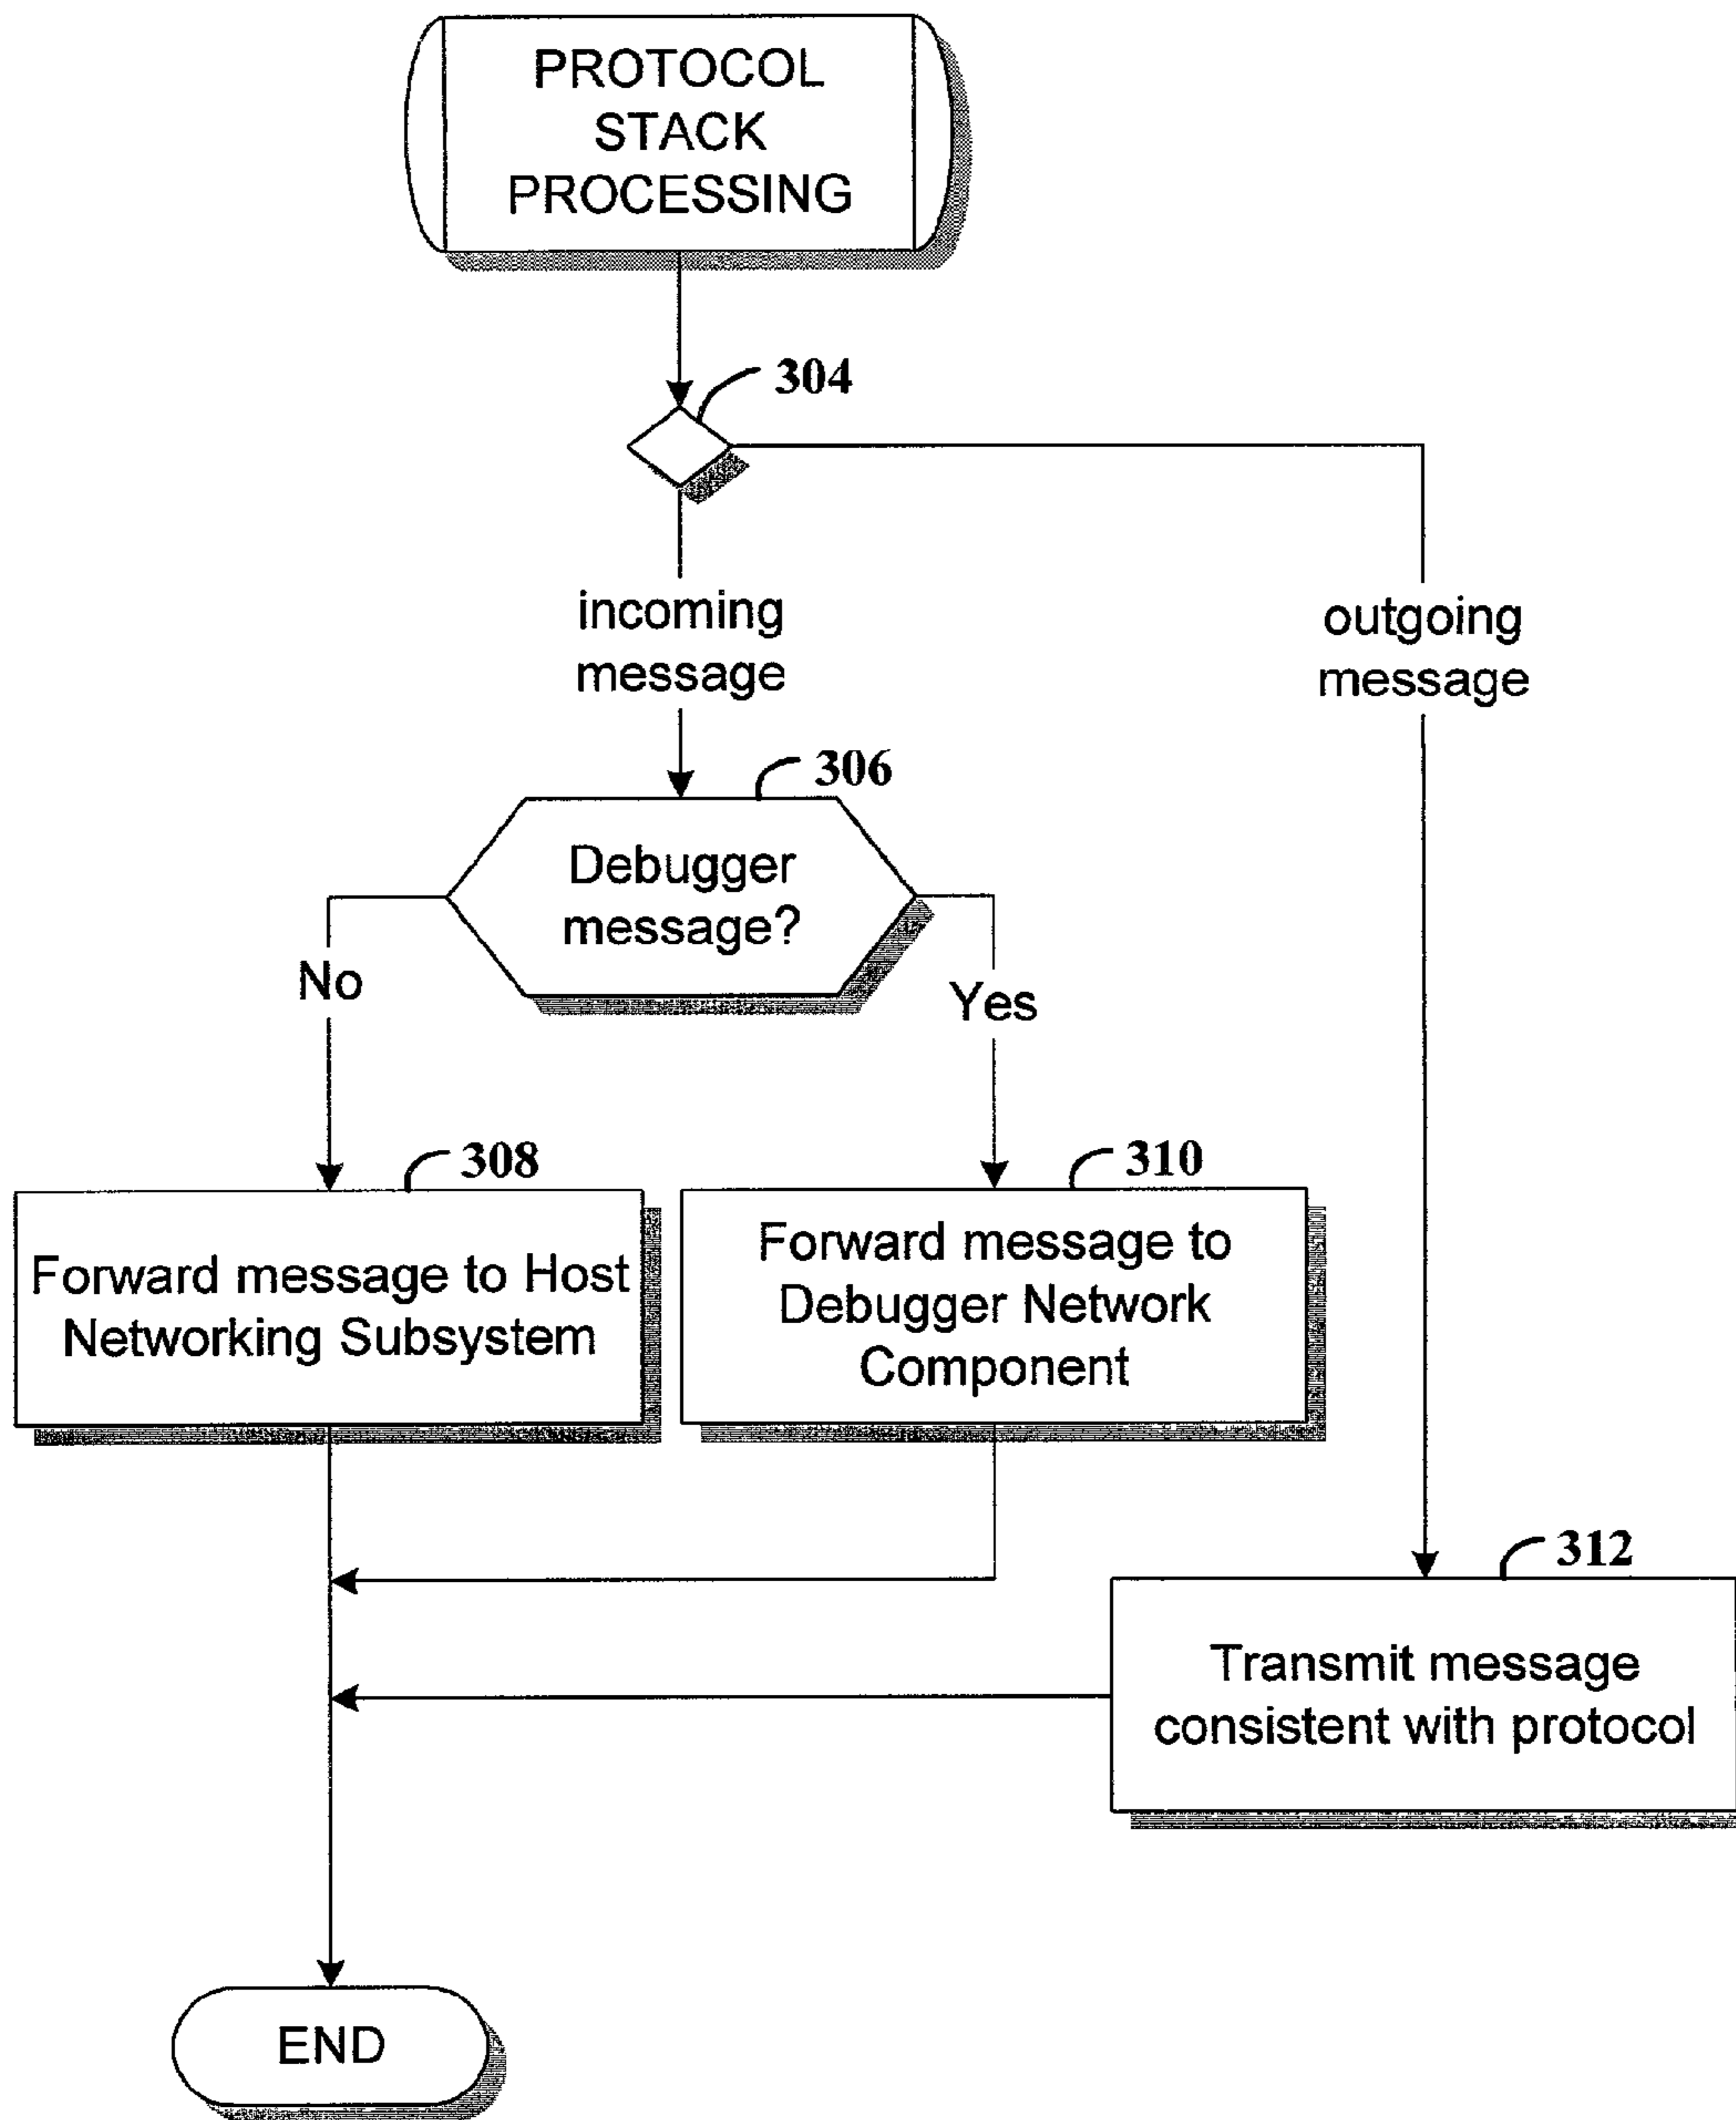 PROTOCOL
STACK
PROCESSING
304
incoming
message
outgoing
message
306
Debugger
message?
No
Yes
308
Forward message to Host
Networking Subsystem
310
Forward message to
Debugger Network
Component
312
Transmit message
consistent with protocol
END